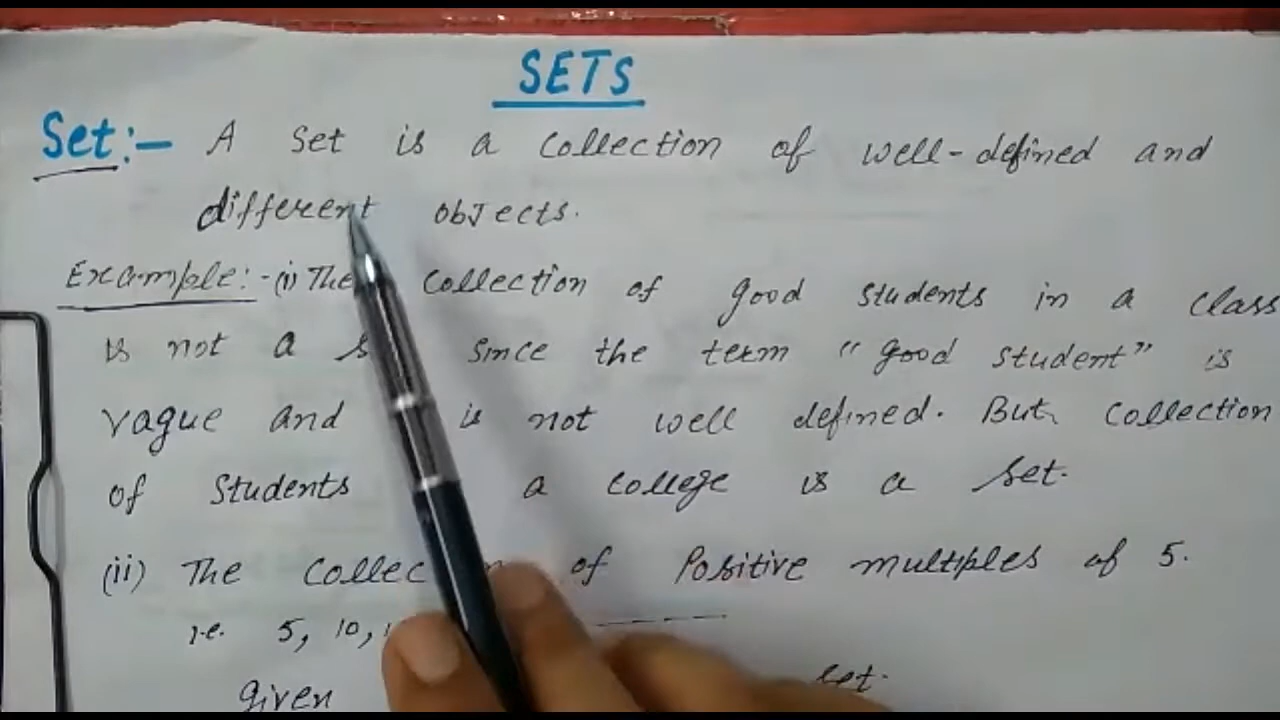 SETS
Set:- A Set is a collection of well-defined and
different objects.
Example:- (i) The collection of good students in a class
is not a since the term "good student" is
vague and is not well defined. But, collection
of students a college is a set.
(ii) The of Positive multiples of 5.
i.e. 5, 10,
given set.